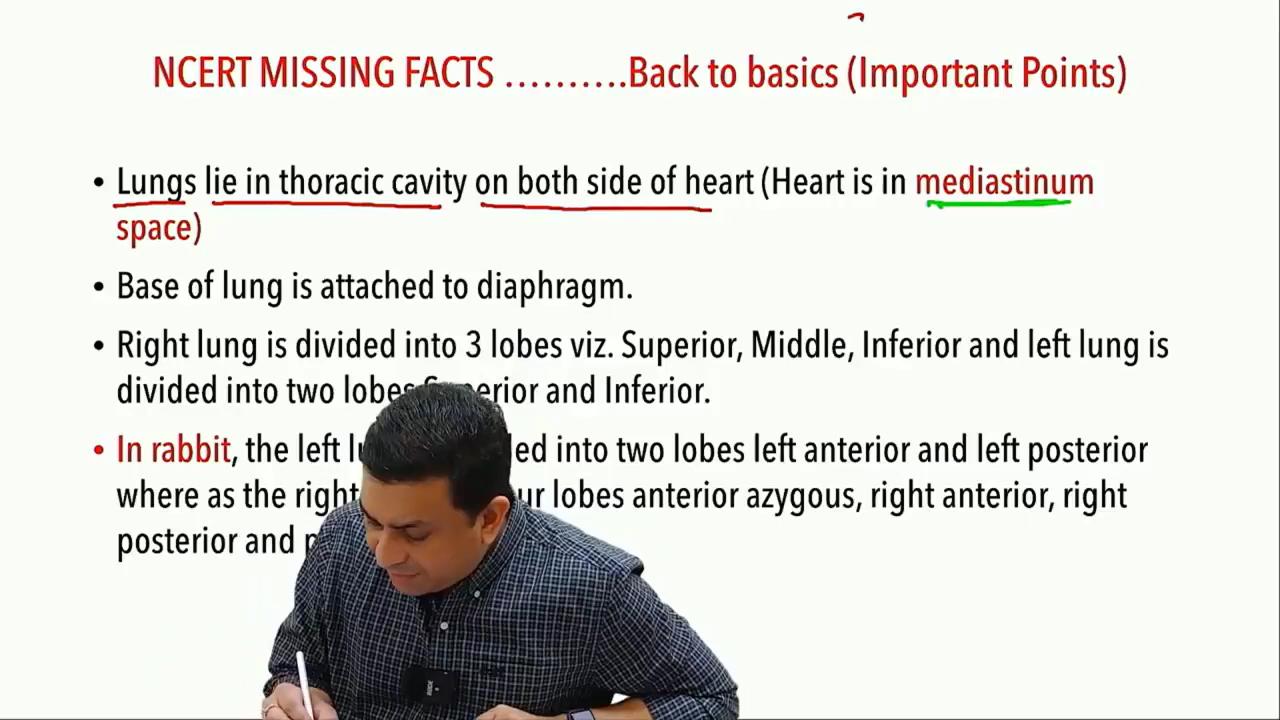 NCERT MISSING FACTS ……….Back to basics (Important Points)
• Lungs lie in thoracic cavity on both side of heart (Heart is in mediastinum
space)
• Base of lung is attached to diaphragm.
• Right lung is divided into 3 lobes viz. Superior, Middle, Inferior and left lung is
divided into two lobes Superior and Inferior.
• In rabbit, the left into two lobes left anterior and left posterior
where as the right lobes anterior azygous, right anterior, right
posterior and